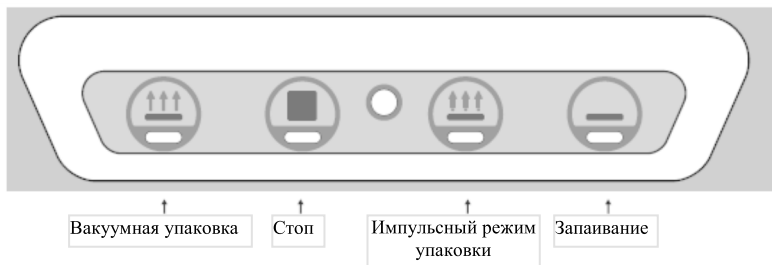 Вакуумная упаковка
Стоп
Импульсный режим
упаковки
Запаивание